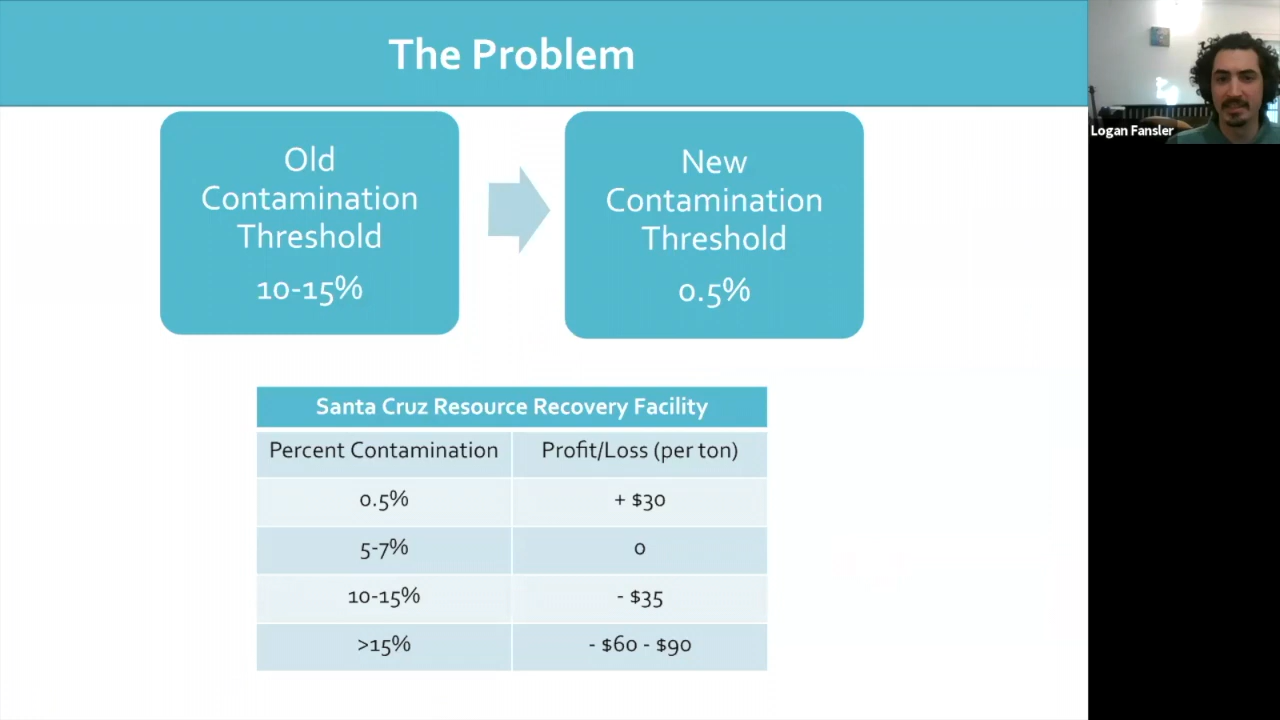 The Problem
Old
Contamination
Threshold
10-15%
New
Contamination
Threshold
0.5%
Santa Cruz Resource Recovery Facility
Percent Contamination Profit/Loss (per ton)
0.5% + $30
5-7% 0
10-15% - $35
>15% - $60 - $90
Logan Fansler